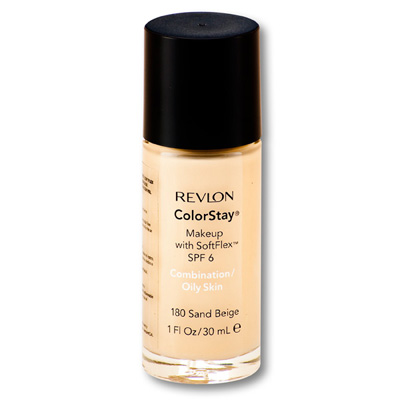 REVLON
ColorStay®
Makeup
with SoftFlex™
SPF 6
Combination/
Oily Skin
180 Sand Beige
1 Fl Oz/30 mL ℮